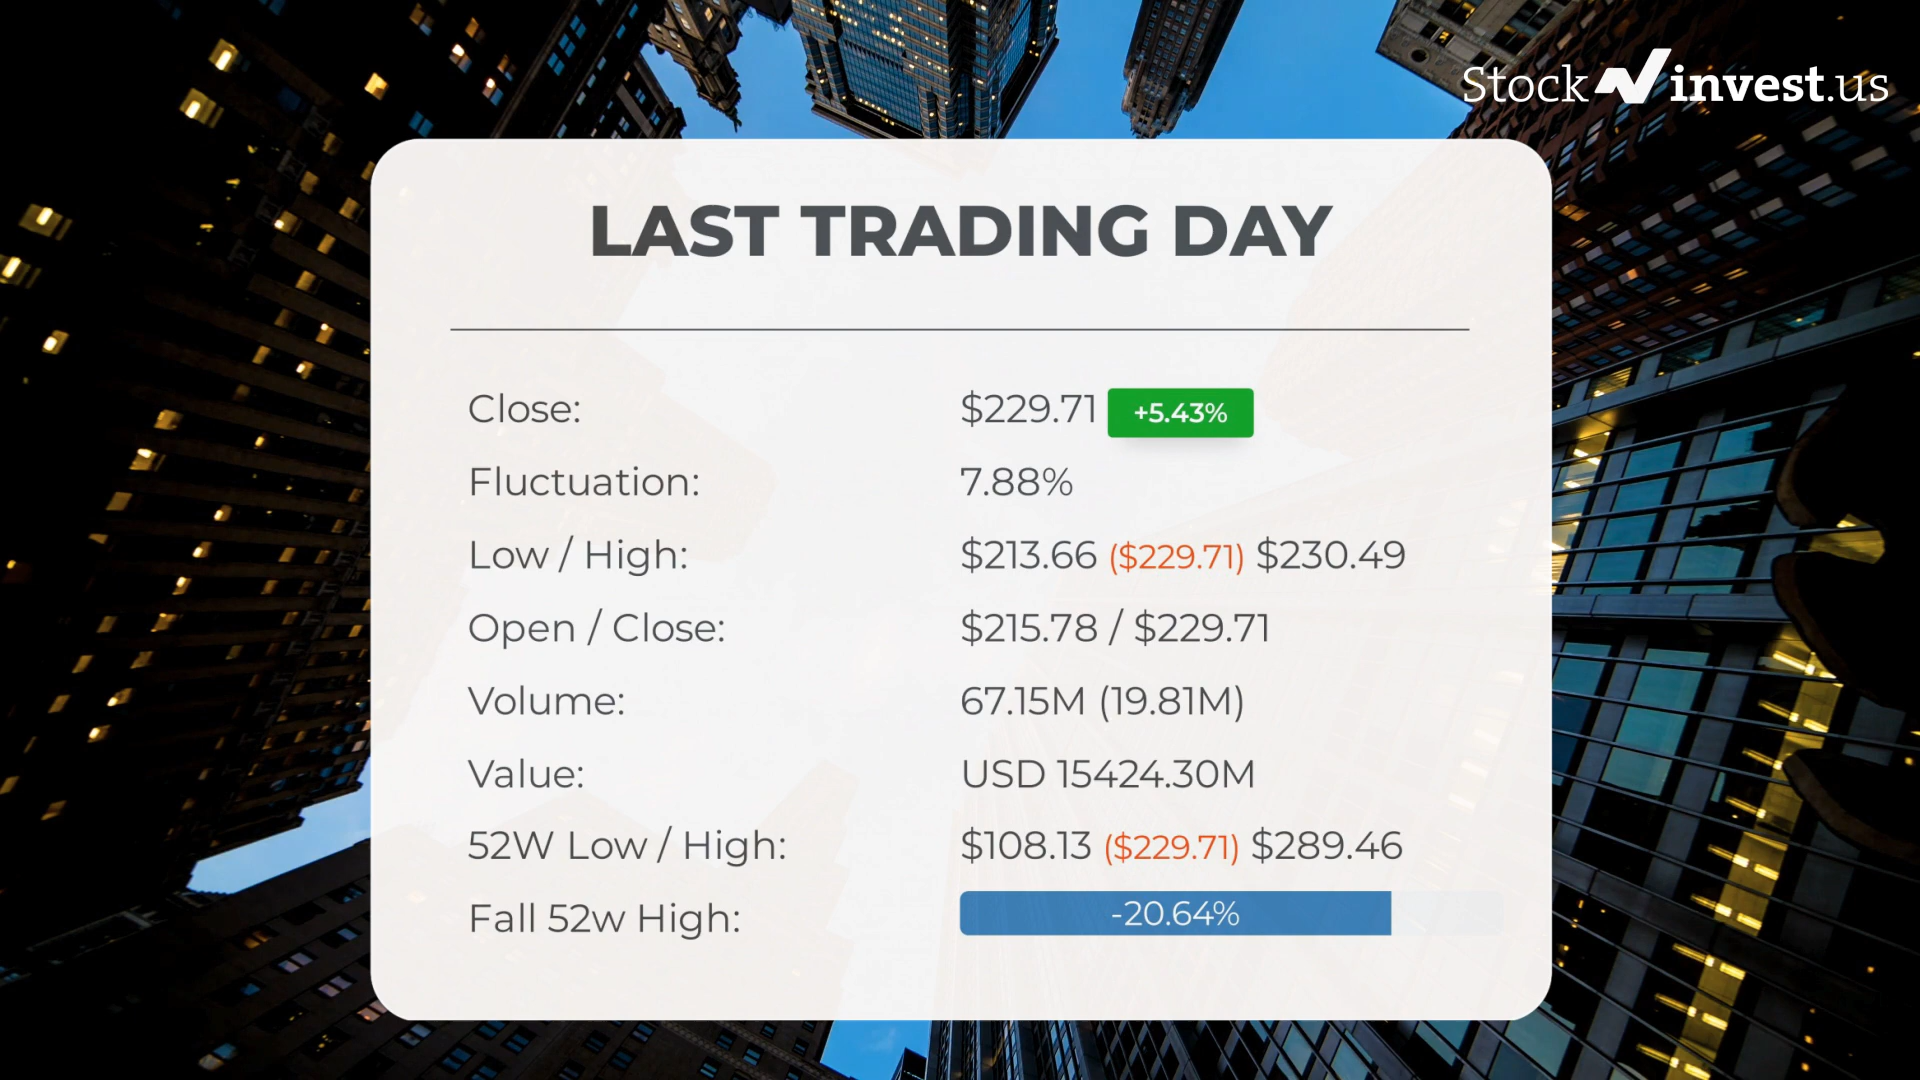 Stock invest.us
LAST TRADING DAY
Close: $229.71 +5.43%
Fluctuation: 7.88%
Low / High: $213.66 ($229.71) $230.49
Open / Close: $215.78 / $229.71
Volume: 67.15M (19.81M)
Value: USD 15424.30M
52W Low / High: $108.13 ($229.71) $289.46
Fall 52w High: -20.64%